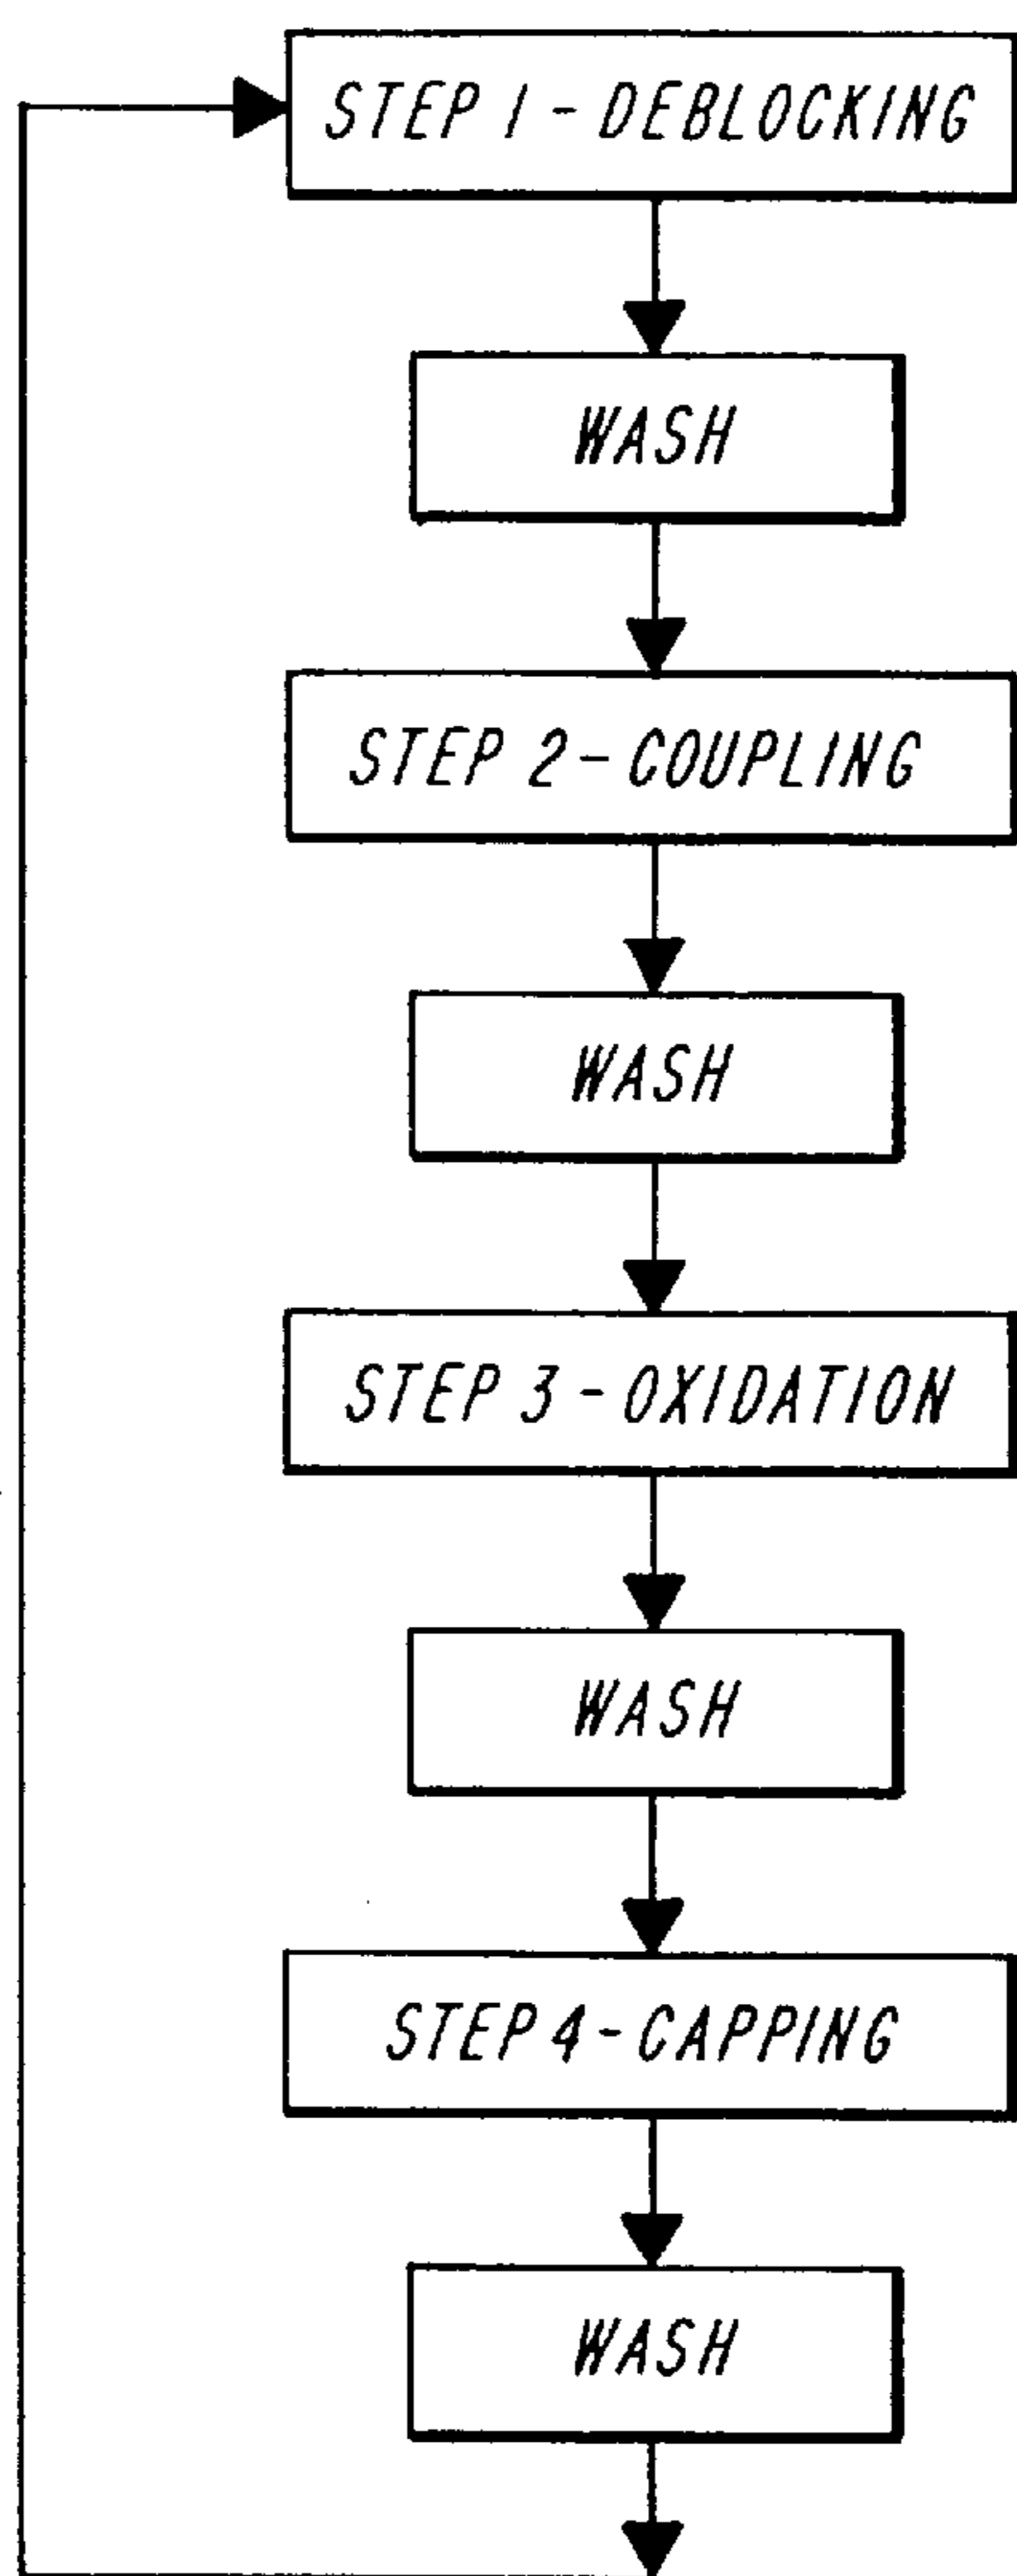 STEP 1 - DEBLOCKING
WASH
STEP 2 - COUPLING
WASH
STEP 3 - OXIDATION
WASH
STEP 4 - CAPPING
WASH